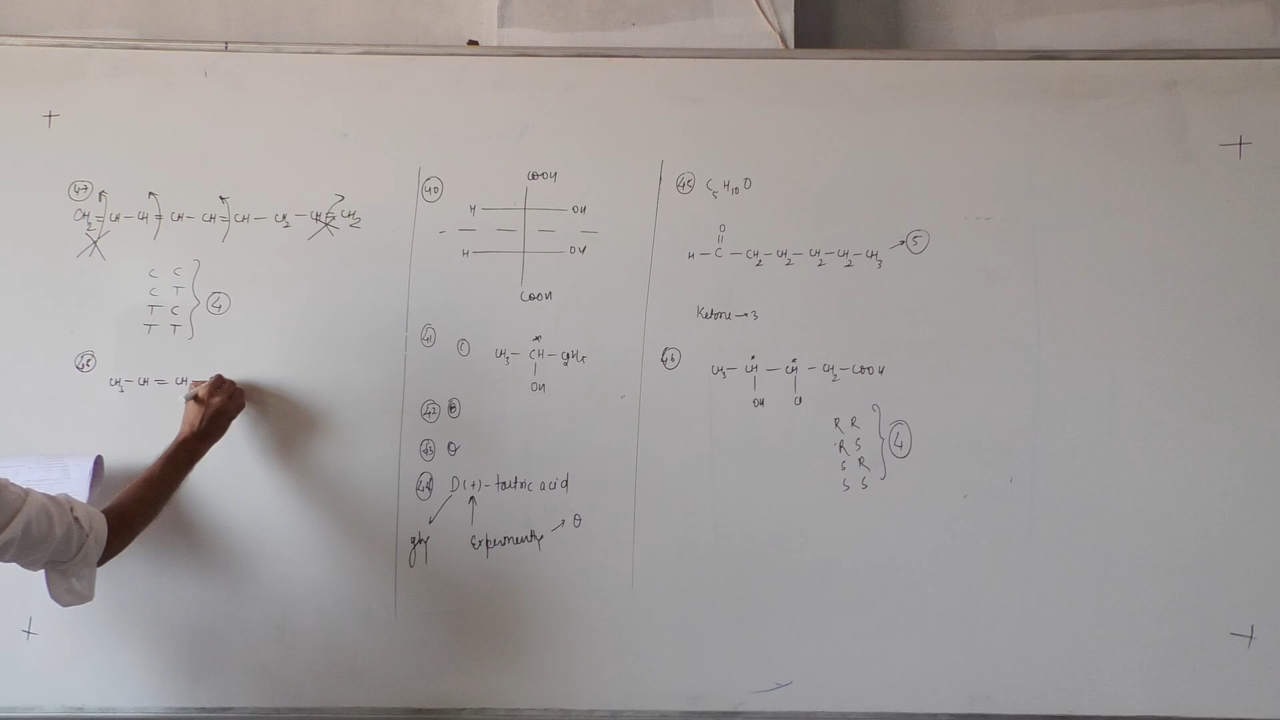 47
CH2 = CH - CH = CH - CH = CH - CH2 - CH = CH2
C C
C T
T C
T T
4
48
CH3 - CH = CH -
40
COOH
H OH
H OH
COOH
41 C CH3 - CH* - C2H5
OH
42 B
43 θ
44 D(+) - tartric acid
Experimently → θ
45 C5H10O
O
H - C - CH2 - CH2 - CH2 - CH2 - CH3 → 5
Ketone → 3
46
CH3 - CH* - CH* - CH2 - COOH
OH Cl
R R
R S
S R
S S
4